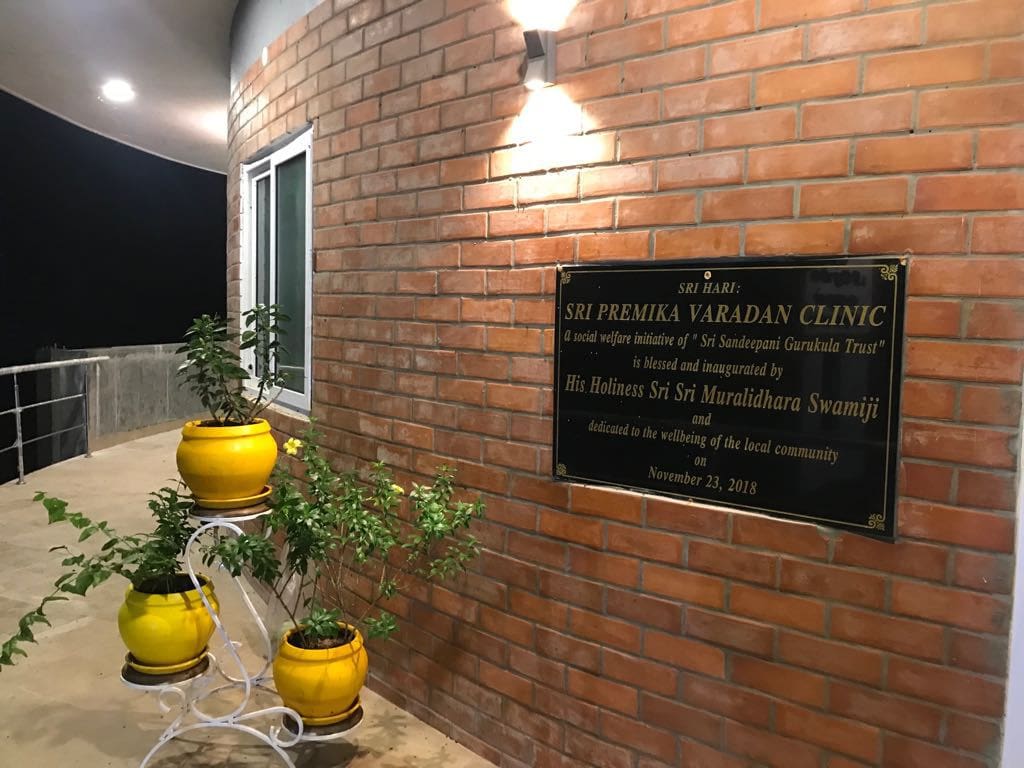 SRI HARI:
SRI PREMIKA VARADAN CLINIC
A social welfare initiative of " Sri Sandeepani Gurukula Trust"
is blessed and inaugurated by
His Holiness Sri Sri Muralidhara Swamiji
and
dedicated to the wellbeing of the local community
on
November 23, 2018